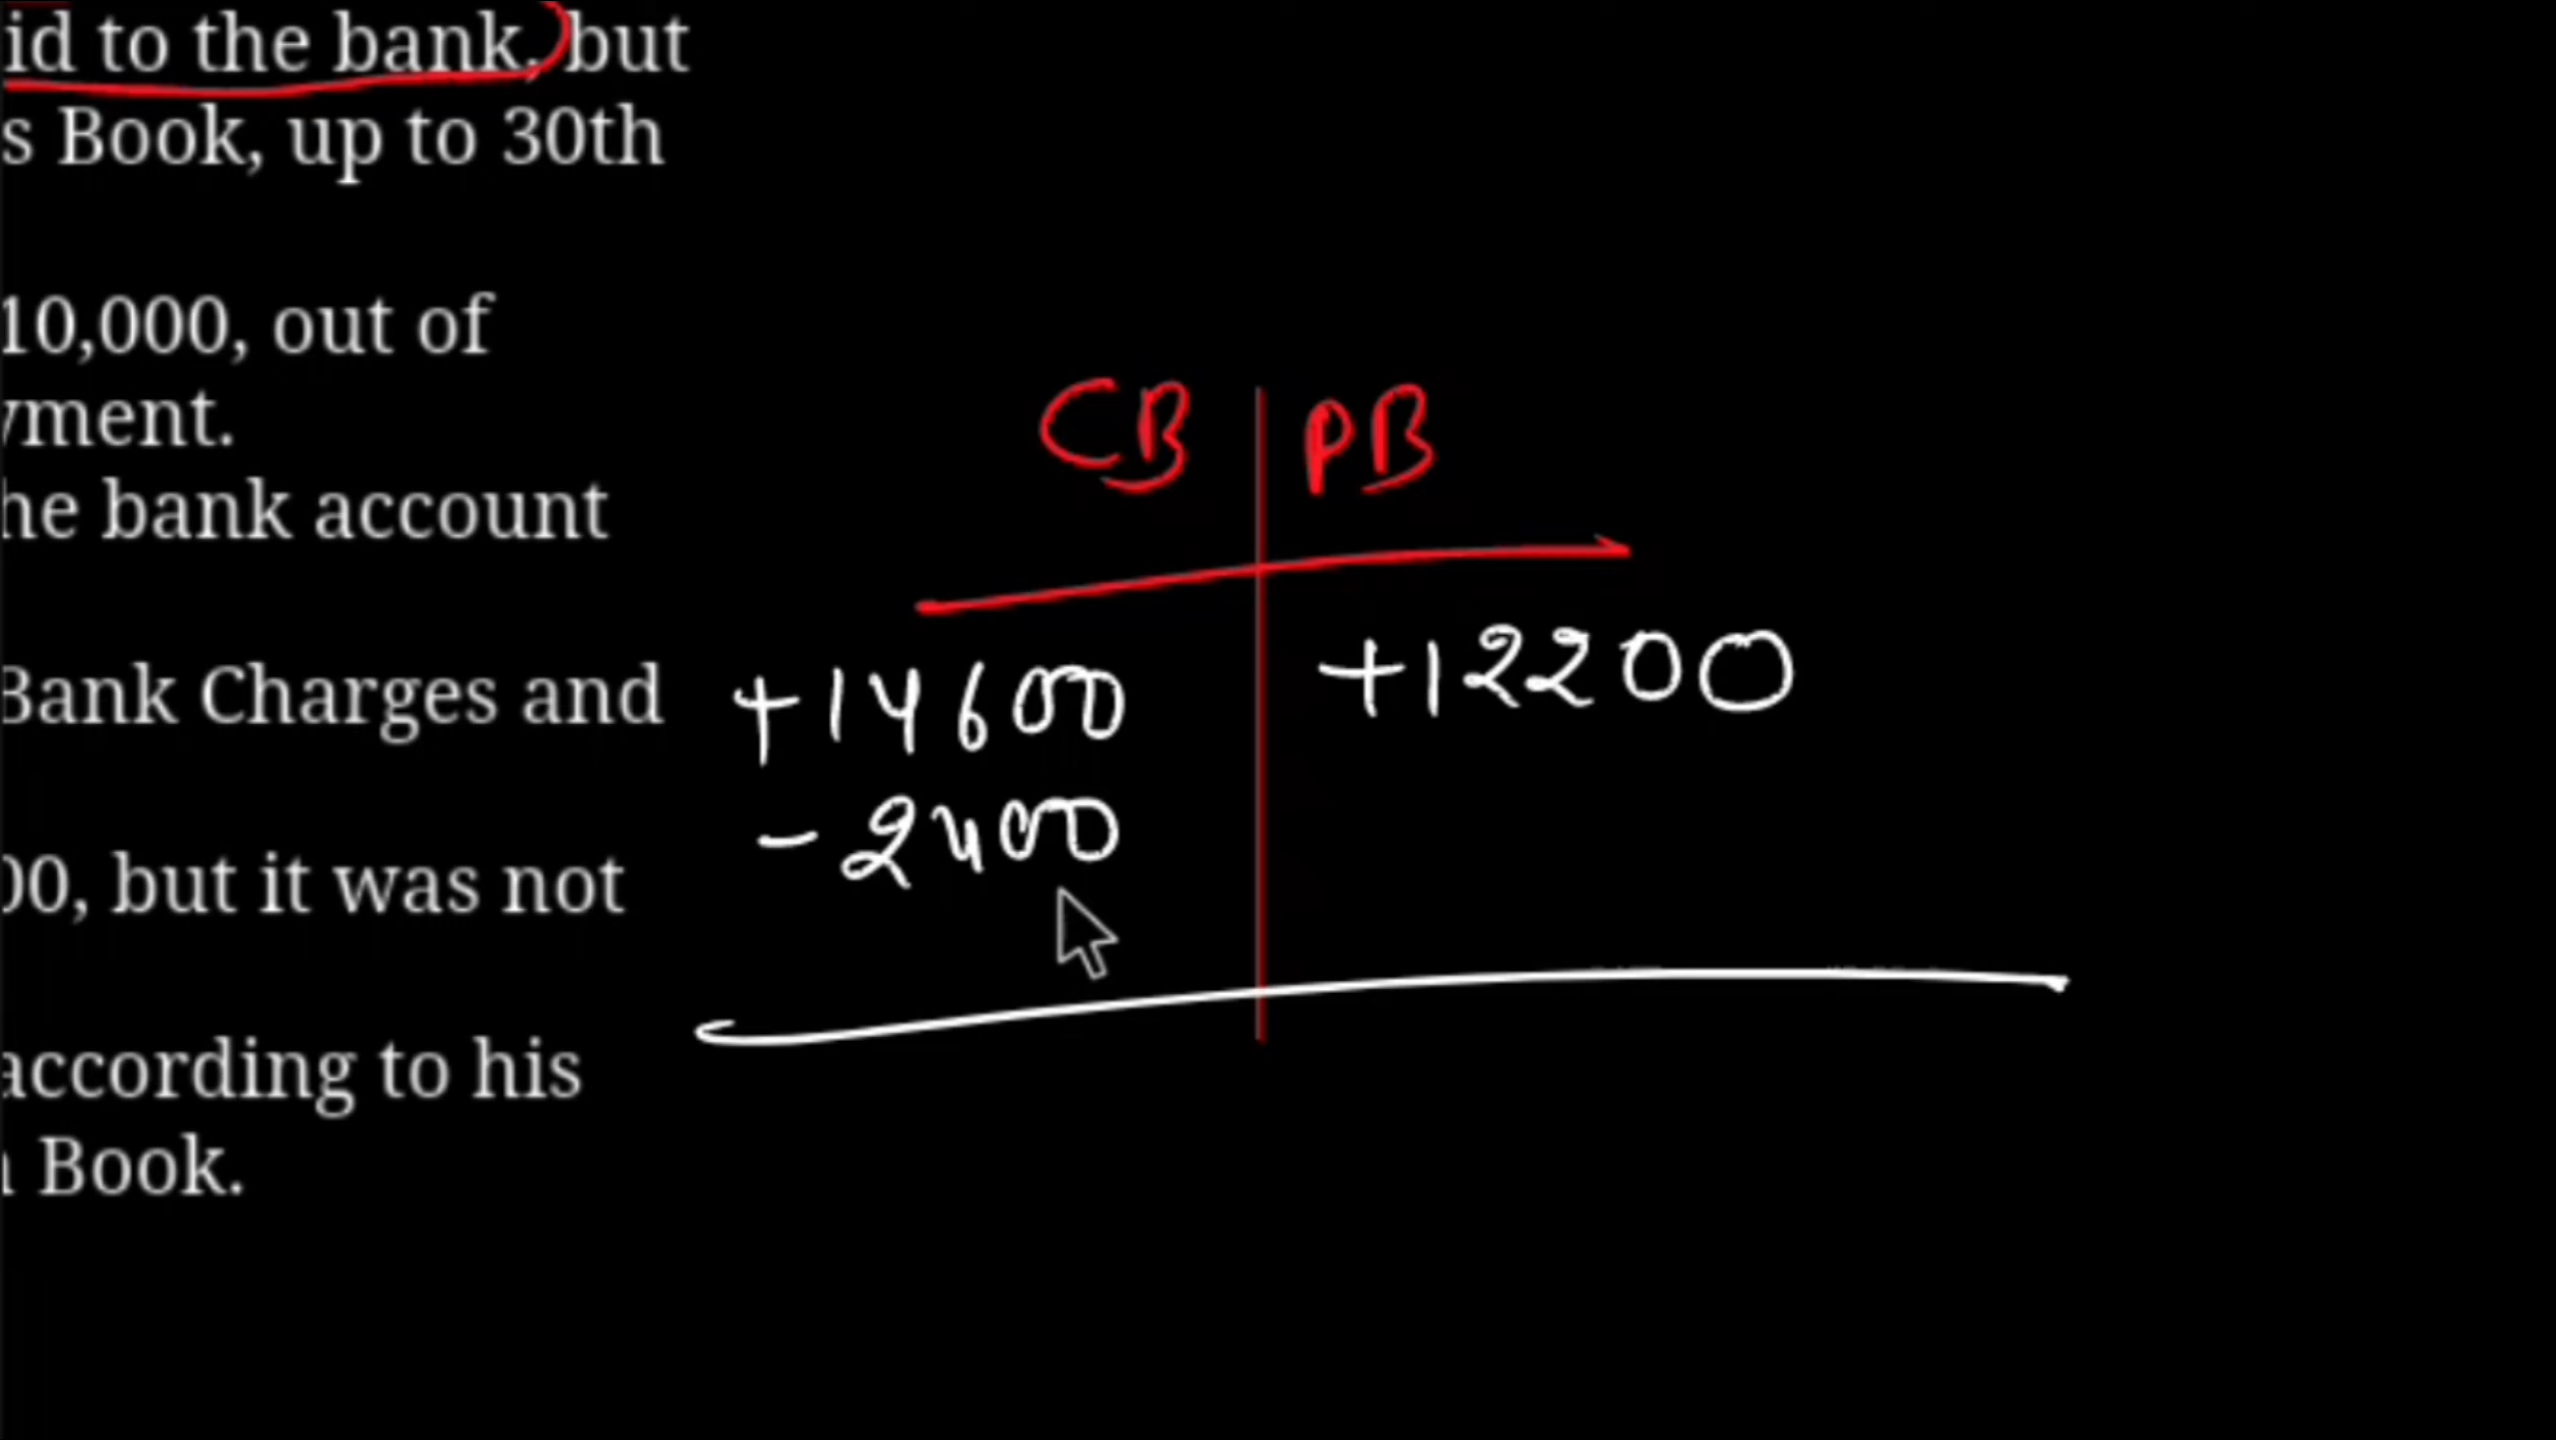 id to the bank, but
s Book, up to 30th
10,000, out of
yment.
he bank account
Bank Charges and
00, but it was not
according to his
Book.
CB PB
+14600 +12200
- 2400